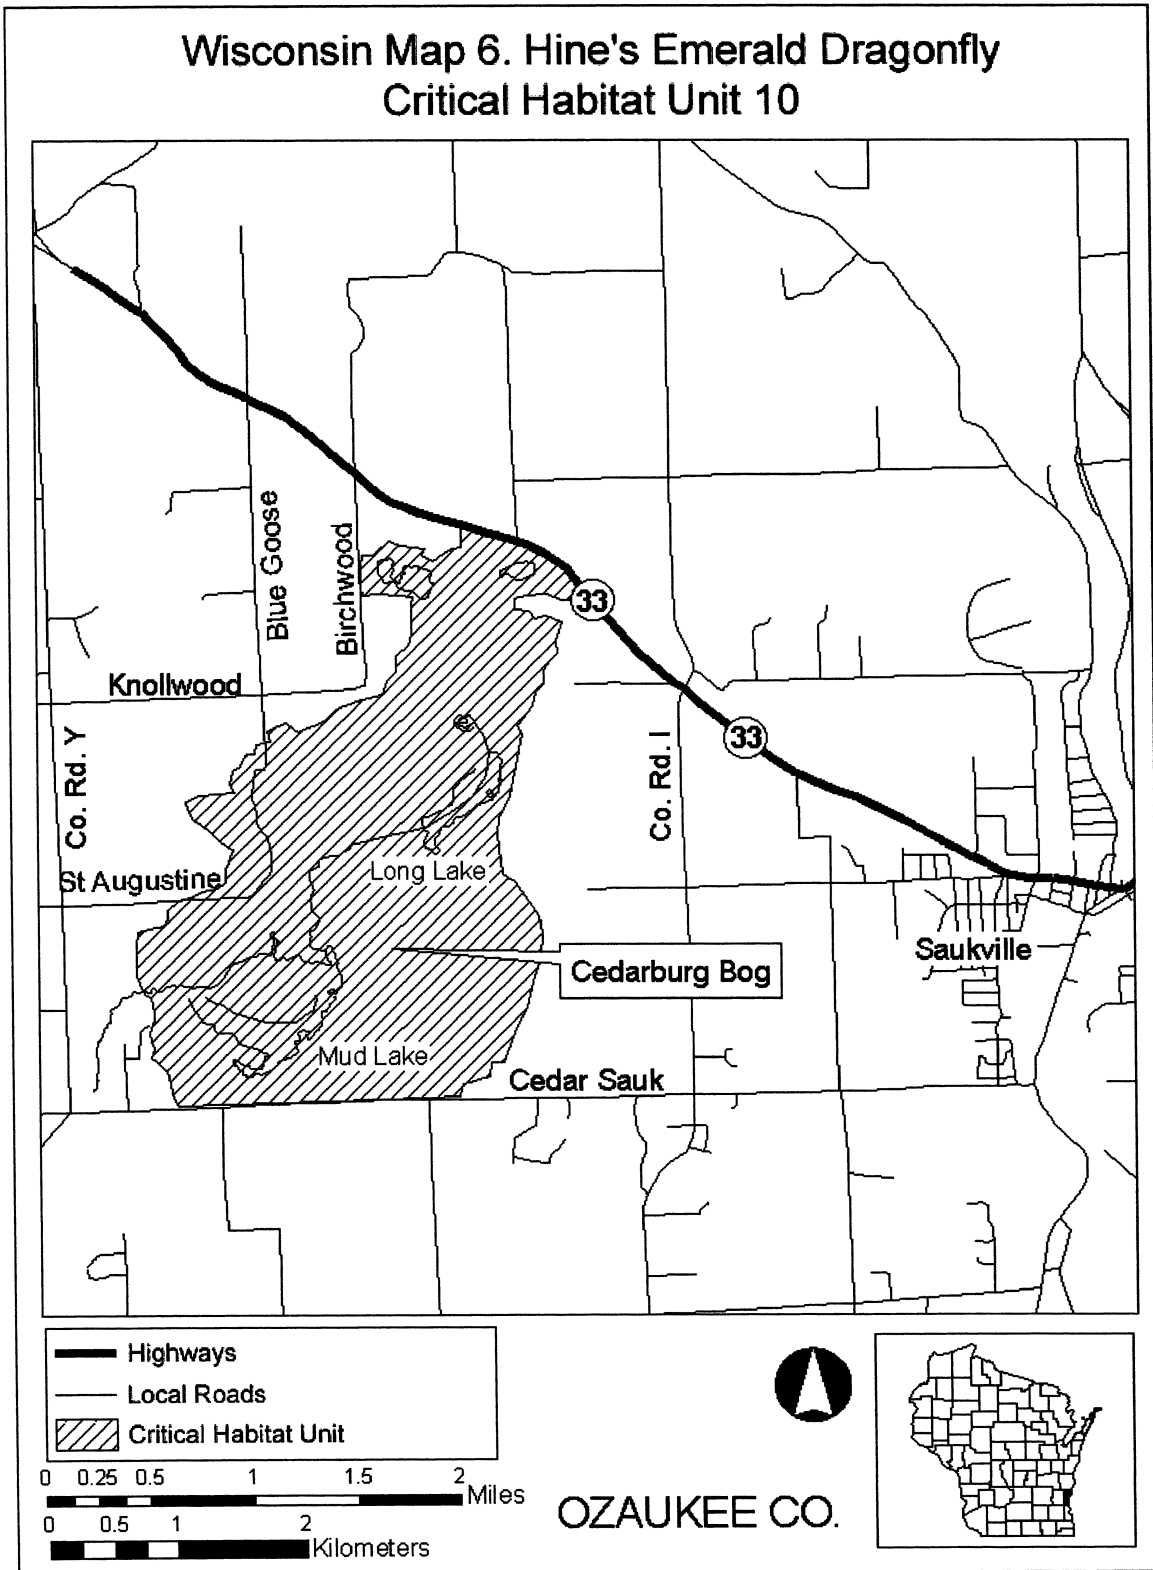 Wisconsin Map 6. Hine's Emerald Dragonfly
Critical Habitat Unit 10
Blue Goose
Birchwood
33
Knollwood
Co. Rd. Y
Co. Rd. I
33
Long Lake
St Augustine
Saukville
Cedarburg Bog
Mud Lake
Cedar Sauk
Highways
Local Roads
Critical Habitat Unit
0 0.25 0.5 1 1.5 2
Miles
0 0.5 1 2
Kilometers
OZAUKEE CO.